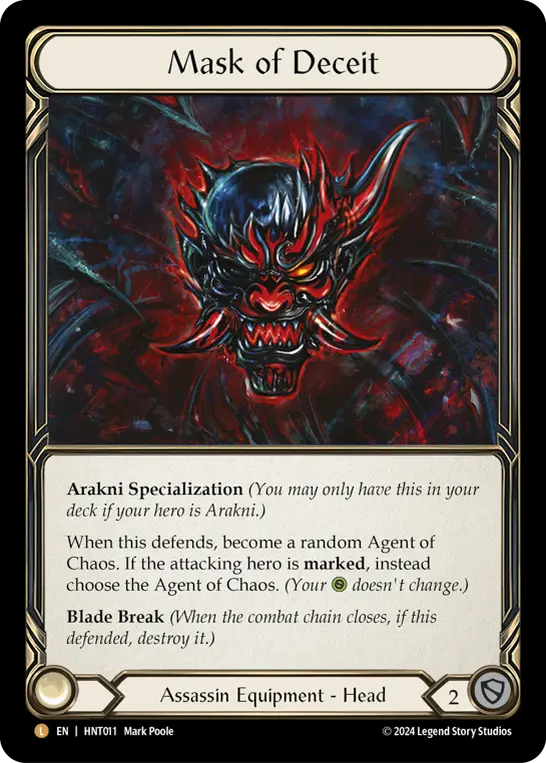 Mask of Deceit
Arakni Specialization (You may only have this in your
deck if your hero is Arakni.)
When this defends, become a random Agent of
Chaos. If the attacking hero is marked, instead
choose the Agent of Chaos. (Your doesn't change.)
Blade Break (When the combat chain closes, if this
defended, destroy it.)
Assassin Equipment - Head
2
L EN | HNT011 Mark Poole
© 2024 Legend Story Studios